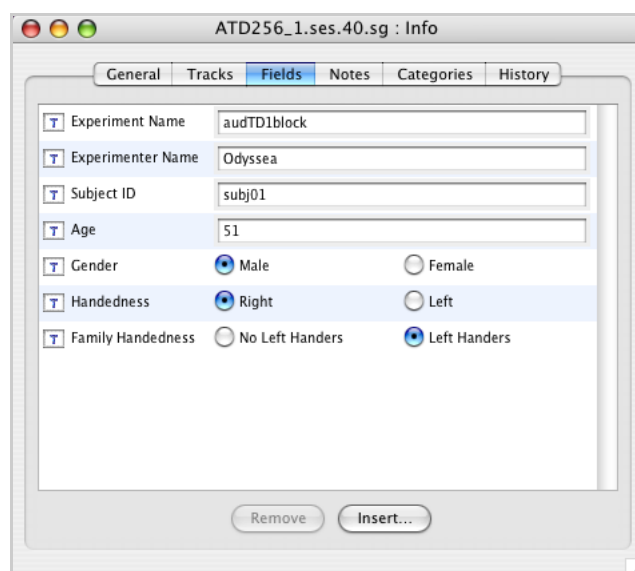 ATD256_1.ses.40.sg : Info
General Tracks Fields Notes Categories History
T Experiment Name audTD1block
T Experimenter Name Odyssea
T Subject ID subj01
T Age 51
T Gender Male Female
T Handedness Right Left
T Family Handedness No Left Handers Left Handers
Remove Insert...